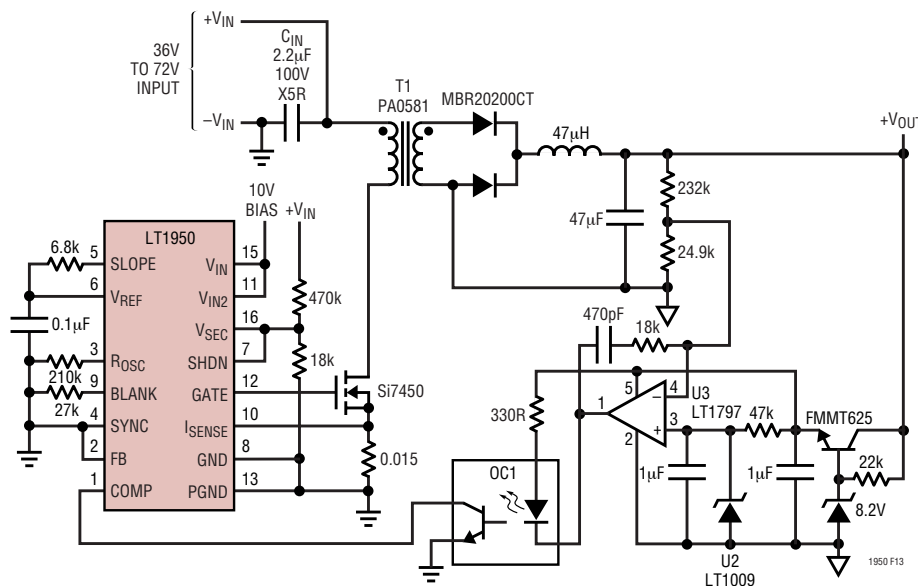 +VIN
36V
TO 72V
INPUT
CIN
2.2µF
100V
X5R
–VIN
T1
PA0581
MBR20200CT
47µH
+VOUT
232k
47µF
24.9k
10V
BIAS
+VIN
LT1950
6.8k
5
SLOPE
15
VIN
6
VREF
11
VIN2
470k
0.1µF
16
VSEC
7
SHDN
18k
3
ROSC
210k
12
GATE
Si7450
9
BLANK
27k
10
ISENSE
4
SYNC
8
GND
0.015
2
FB
13
PGND
1
COMP
470pF
18k
330R
5
4
–
U3
1
3
+
LT1797
47k
FMMT625
2
1µF
1µF
22k
8.2V
OC1
U2
LT1009
1950 F13